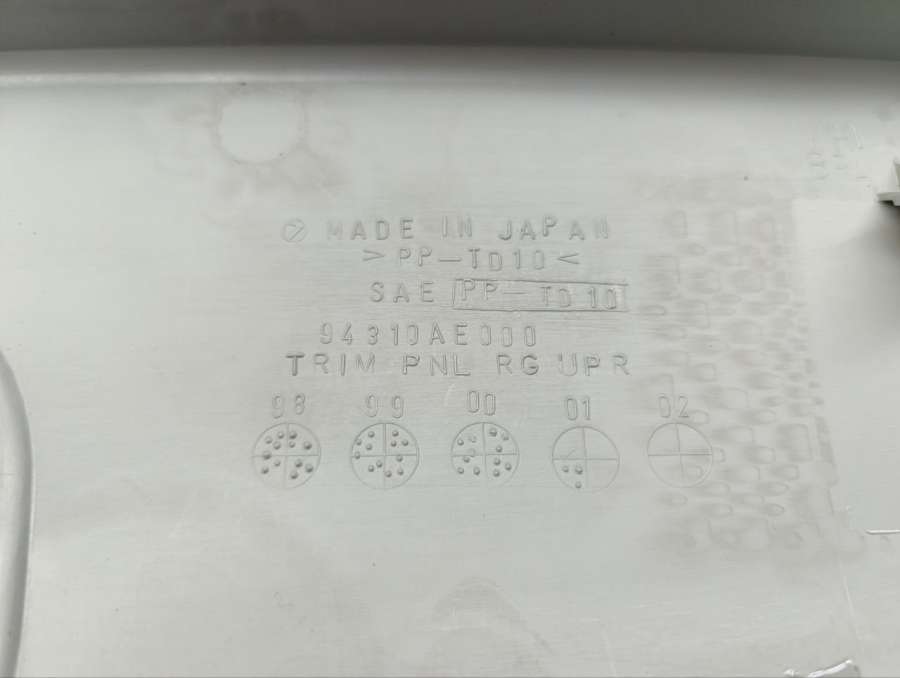 MADE IN JAPAN
>PP-TD10<
SAE PP-TD10
94310AE000
TRIM PNL RG UPR
98 99 00 01 02